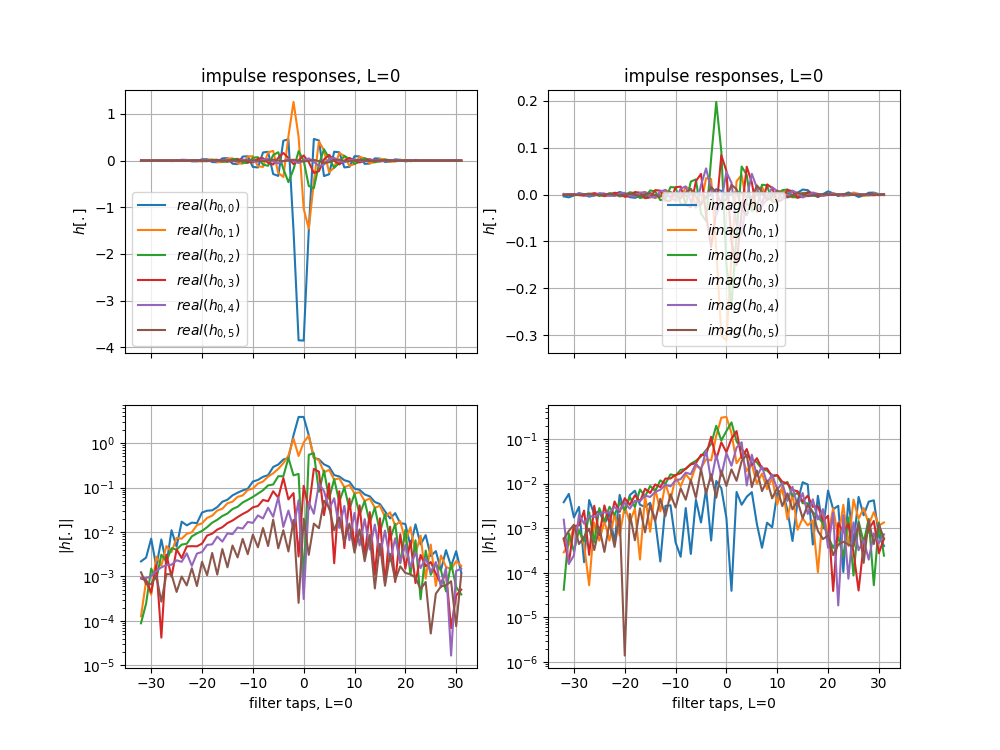 impulse responses, L=0
1
0
−1
−2
−3
−4
h[.]
real(h0,0)
real(h0,1)
real(h0,2)
real(h0,3)
real(h0,4)
real(h0,5)
impulse responses, L=0
0.2
0.1
0.0
−0.1
−0.2
−0.3
h[.]
imag(h0,0)
imag(h0,1)
imag(h0,2)
imag(h0,3)
imag(h0,4)
imag(h0,5)
10^0
10^−1
10^−2
10^−3
10^−4
10^−5
|h[.]|
−30 −20 −10 0 10 20 30
filter taps, L=0
10^−1
10^−2
10^−3
10^−4
10^−5
10^−6
|h[.]|
−30 −20 −10 0 10 20 30
filter taps, L=0